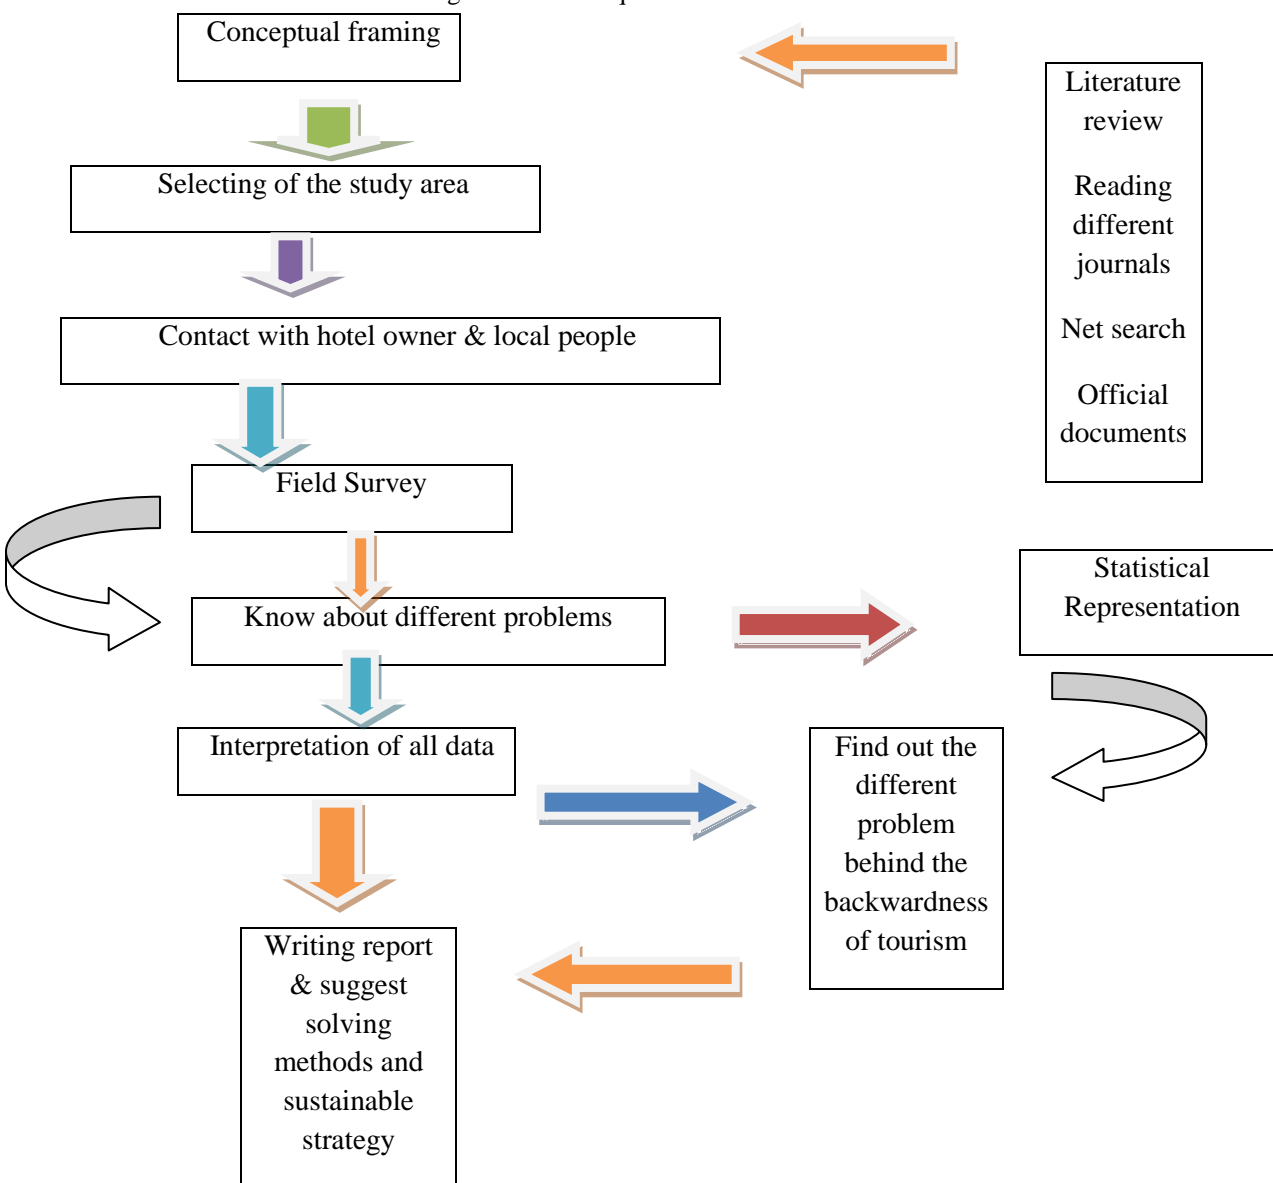 Conceptual framing
Literature
review
Reading
different
journals
Net search
Official
documents
Selecting of the study area
Contact with hotel owner & local people
Field Survey
Know about different problems
Statistical
Representation
Interpretation of all data
Find out the
different
problem
behind the
backwardness
of tourism
Writing report
& suggest
solving
methods and
sustainable
strategy